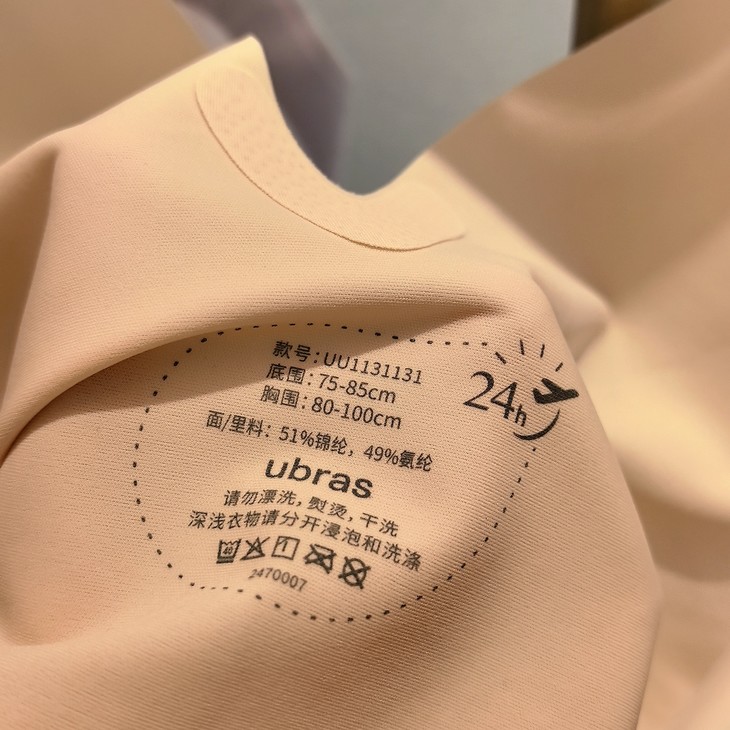 款号:UU1131131
底围:75-85cm
胸围:80-100cm
24h
面/里料:51%锦纶,49%氨纶
ubras
请勿漂洗,熨烫,干洗
深浅衣物请分开浸泡和洗涤
40
2470007